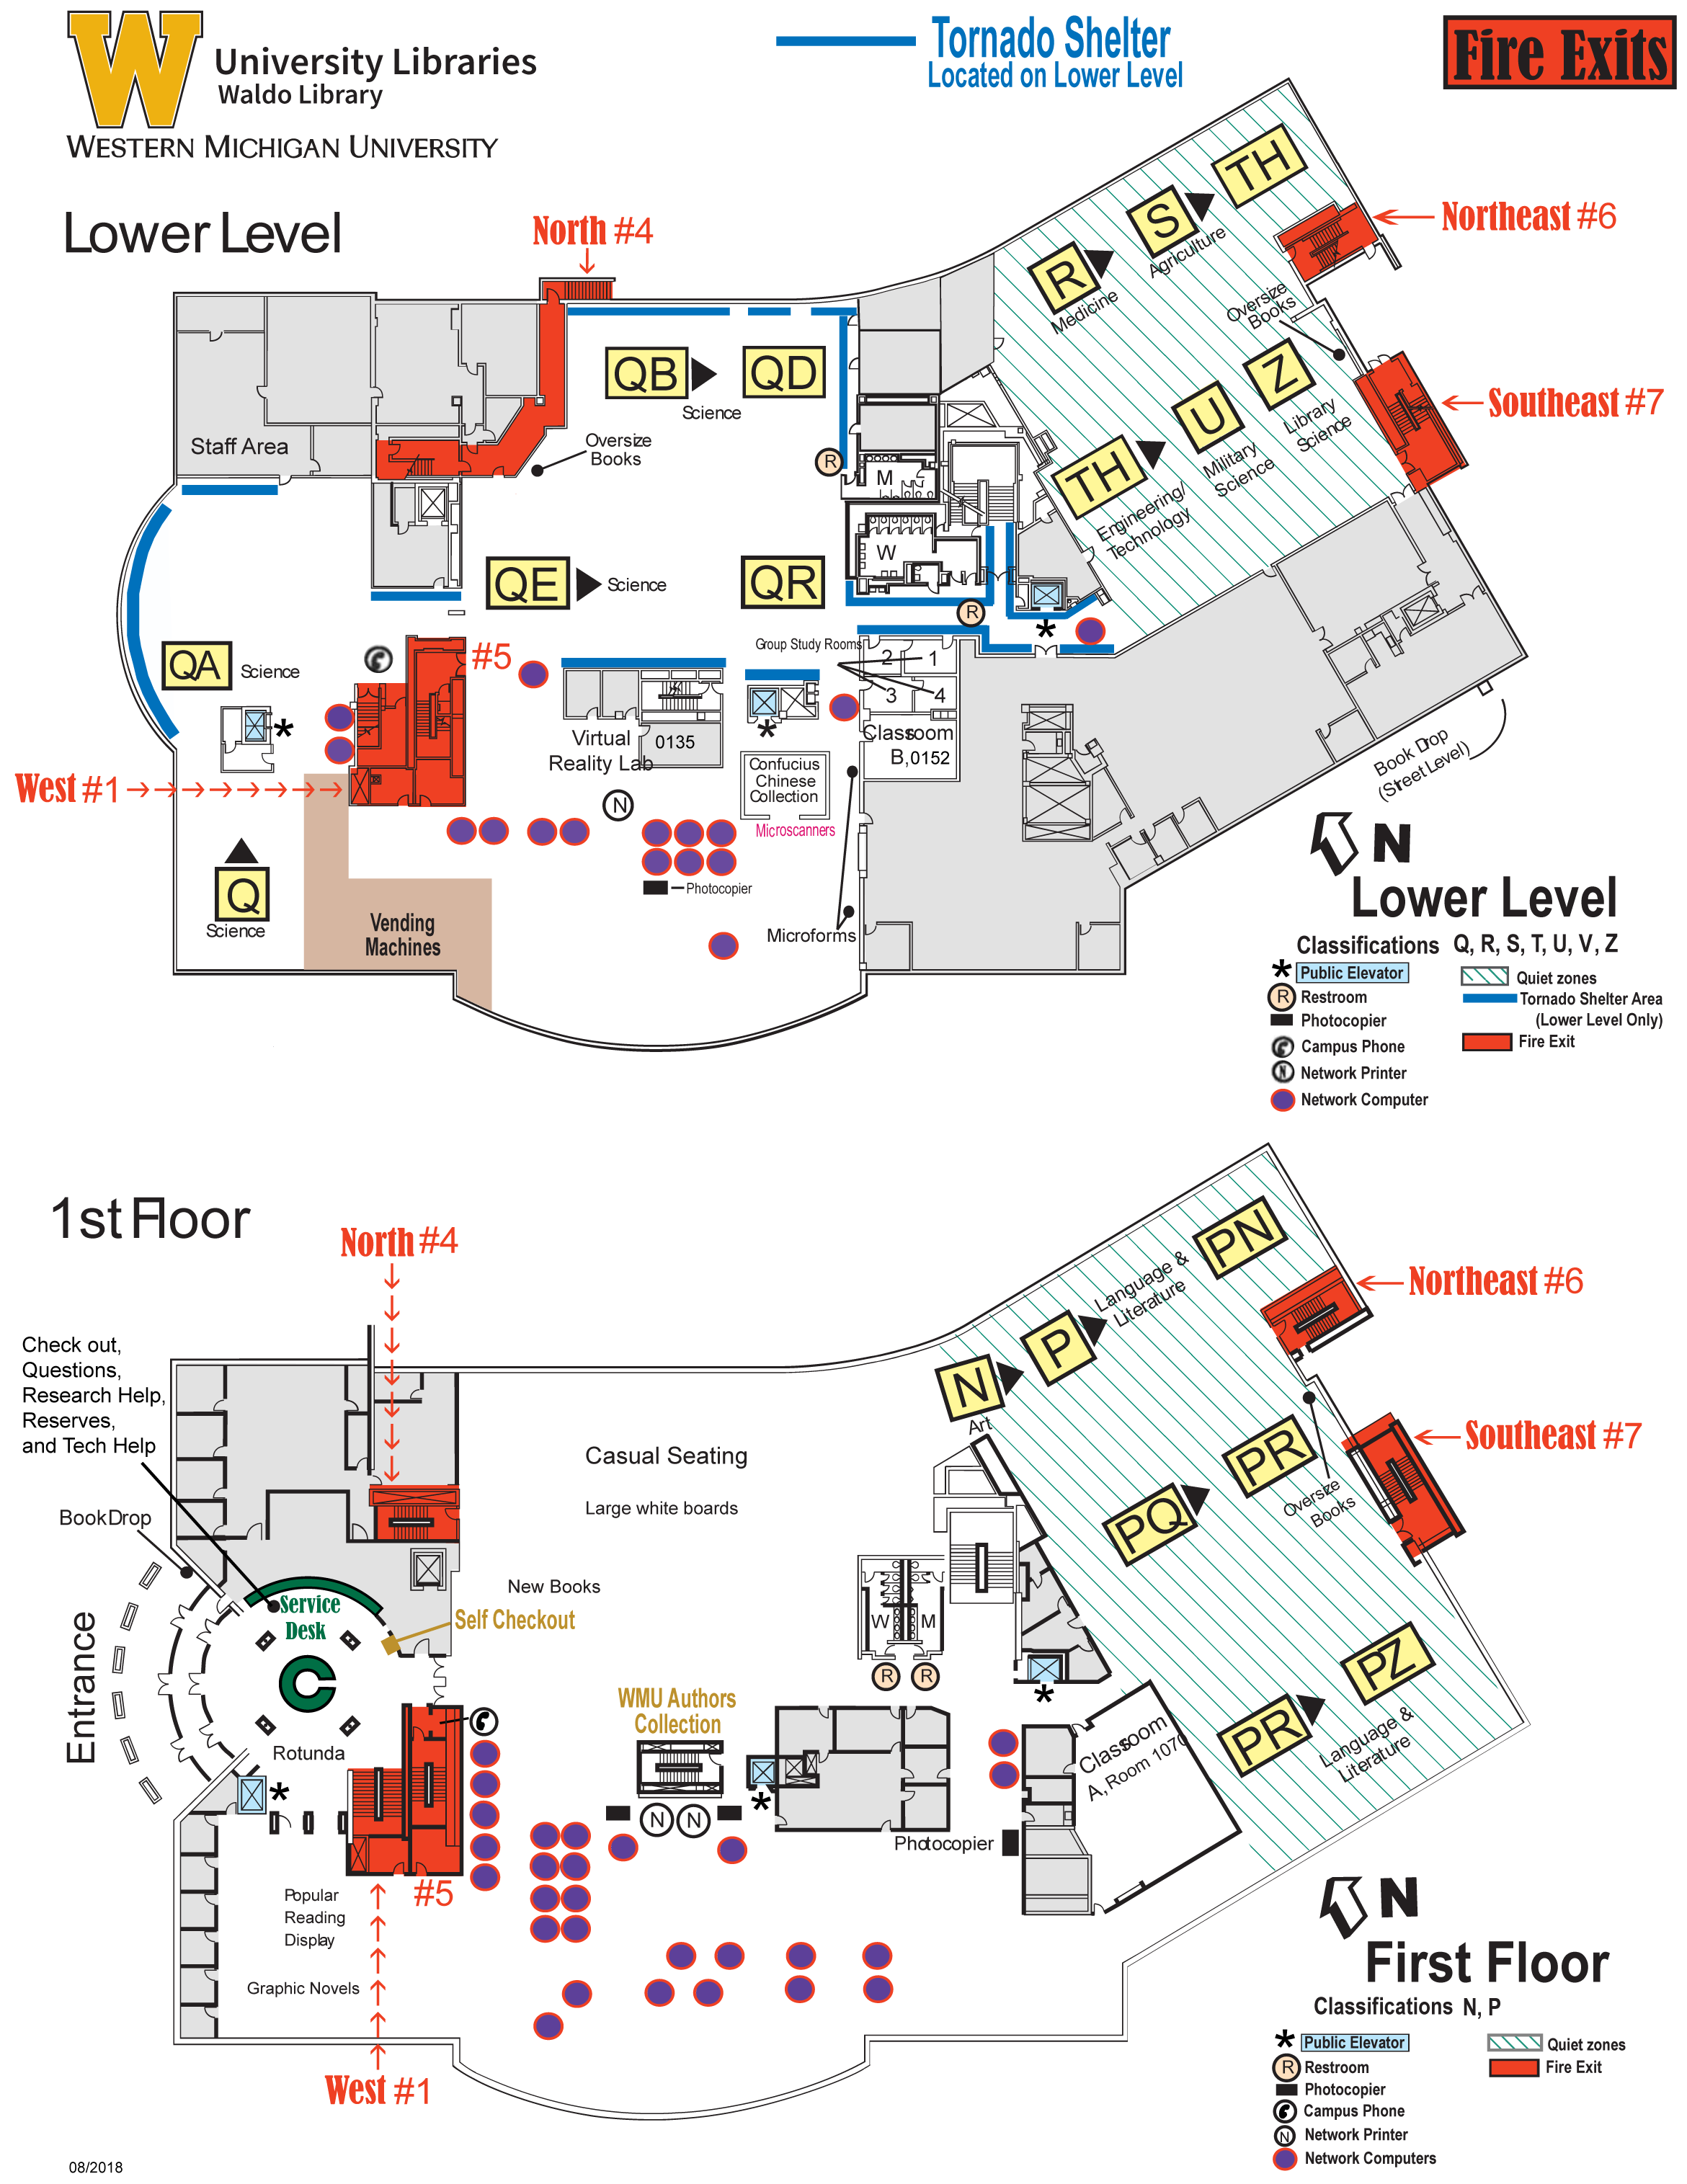 W
University Libraries
Waldo Library
WESTERN MICHIGAN UNIVERSITY
Tornado Shelter
Located on Lower Level
Fire Exits
Lower Level
North #4
Northeast #6
Southeast #7
TH
S
Agriculture
R
Medicine
Oversize
Books
Z
Library
Science
U
Military
Science
TH
Engineering/
Technology
QB
Science
QD
Staff Area
Oversize
Books
R
M
W
R
*
QE
Science
QR
QA
Science
*
#5
Group Study Rooms
2
1
3
4
Classroom
B,0152
Virtual
Reality Lab
0135
*
Confucius
Chinese
Collection
Microscanners
West #1
N
Photocopier
Q
Science
Vending
Machines
Microforms
Book Drop
(Street Level)
N
Lower Level
Classifications Q, R, S, T, U, V, Z
* Public Elevator
R Restroom
Photocopier
Campus Phone
N Network Printer
Network Computer
Quiet zones
Tornado Shelter Area
(Lower Level Only)
Fire Exit
1st Floor
North #4
Northeast #6
Southeast #7
Check out,
Questions,
Research Help,
Reserves,
and Tech Help
BookDrop
Entrance
Service
Desk
C
Rotunda
*
Self Checkout
Casual Seating
Large white boards
New Books
WMU Authors
Collection
W
M
R
R
*
N
N
*
Photocopier
Classroom
A, Room 1070
N
Art
P
Language &
Literature
PN
PQ
PR
Oversize
Books
PR
PZ
Language &
Literature
#5
Popular
Reading
Display
Graphic Novels
West #1
N
First Floor
Classifications N, P
* Public Elevator
R Restroom
Photocopier
Campus Phone
N Network Printer
Network Computers
Quiet zones
Fire Exit
08/2018